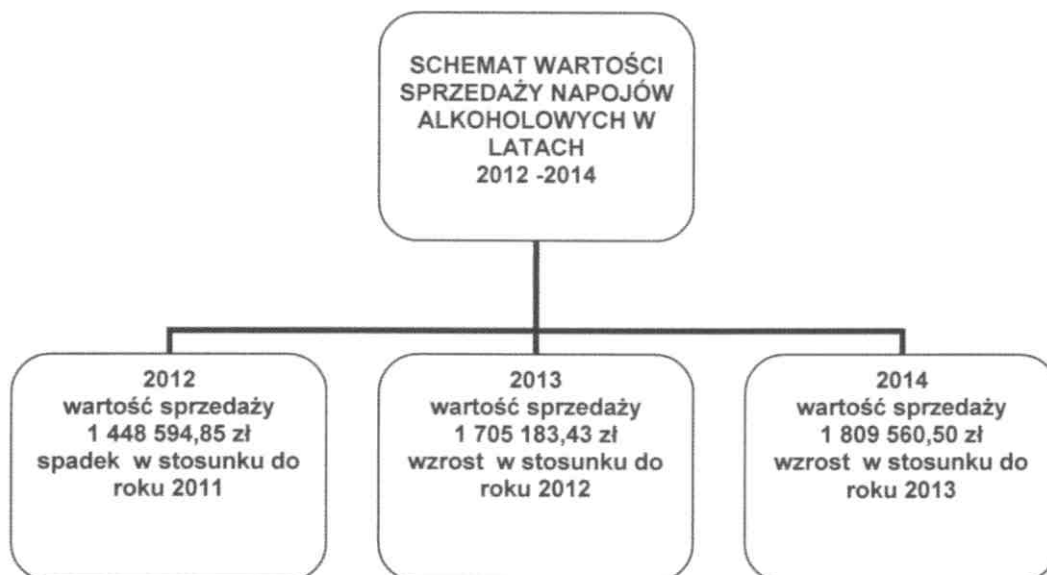 SCHEMAT WARTOŚCI
SPRZEDAŻY NAPOJÓW
ALKOHOLOWYCH W
LATACH
2012 -2014
2012
wartość sprzedaży
1 448 594,85 zł
spadek w stosunku do
roku 2011
2013
wartość sprzedaży
1 705 183,43 zł
wzrost w stosunku do
roku 2012
2014
wartość sprzedaży
1 809 560,50 zł
wzrost w stosunku do
roku 2013